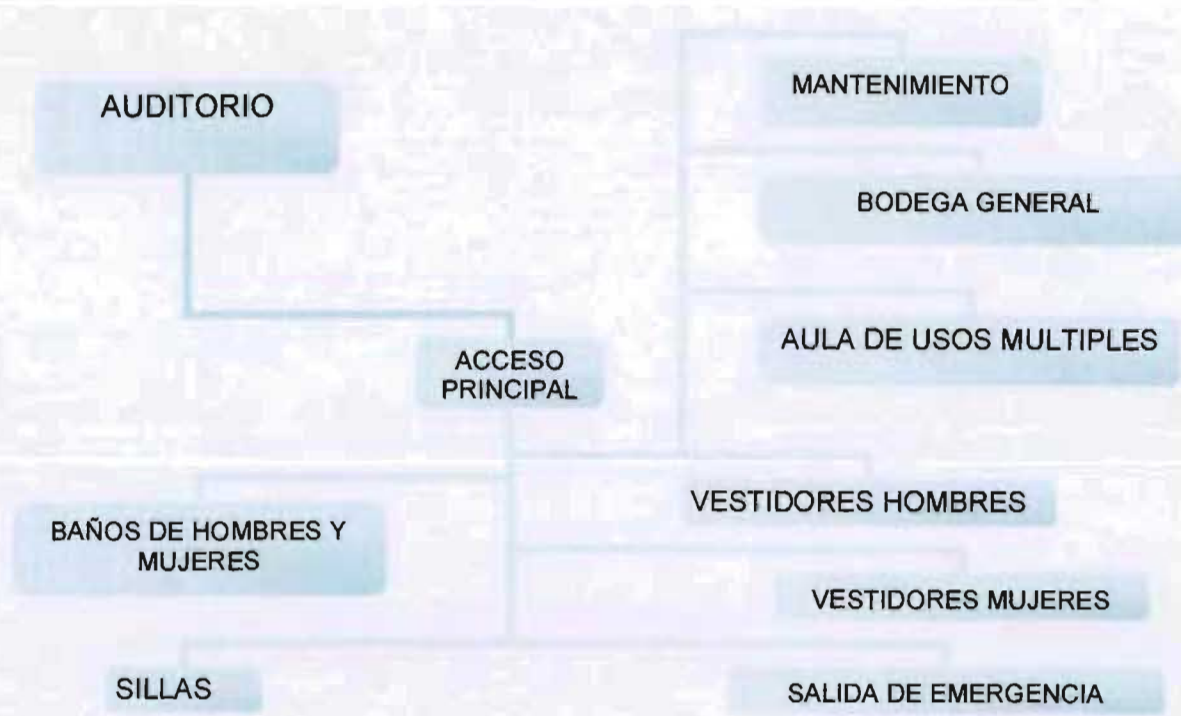 AUDITORIO
MANTENIMIENTO
BODEGA GENERAL
AULA DE USOS MULTIPLES
ACCESO
PRINCIPAL
VESTIDORES HOMBRES
BAÑOS DE HOMBRES Y
MUJERES
VESTIDORES MUJERES
SILLAS
SALIDA DE EMERGENCIA